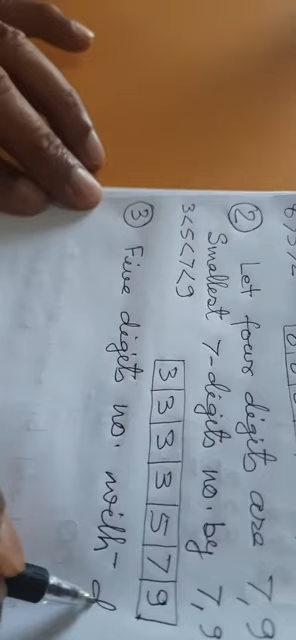 ② Let four digits are 7, 9
Smallest 7-digits no. by 7, 9
3<5<7<9
3 3 3 3 5 7 9
③ Five digits no. with